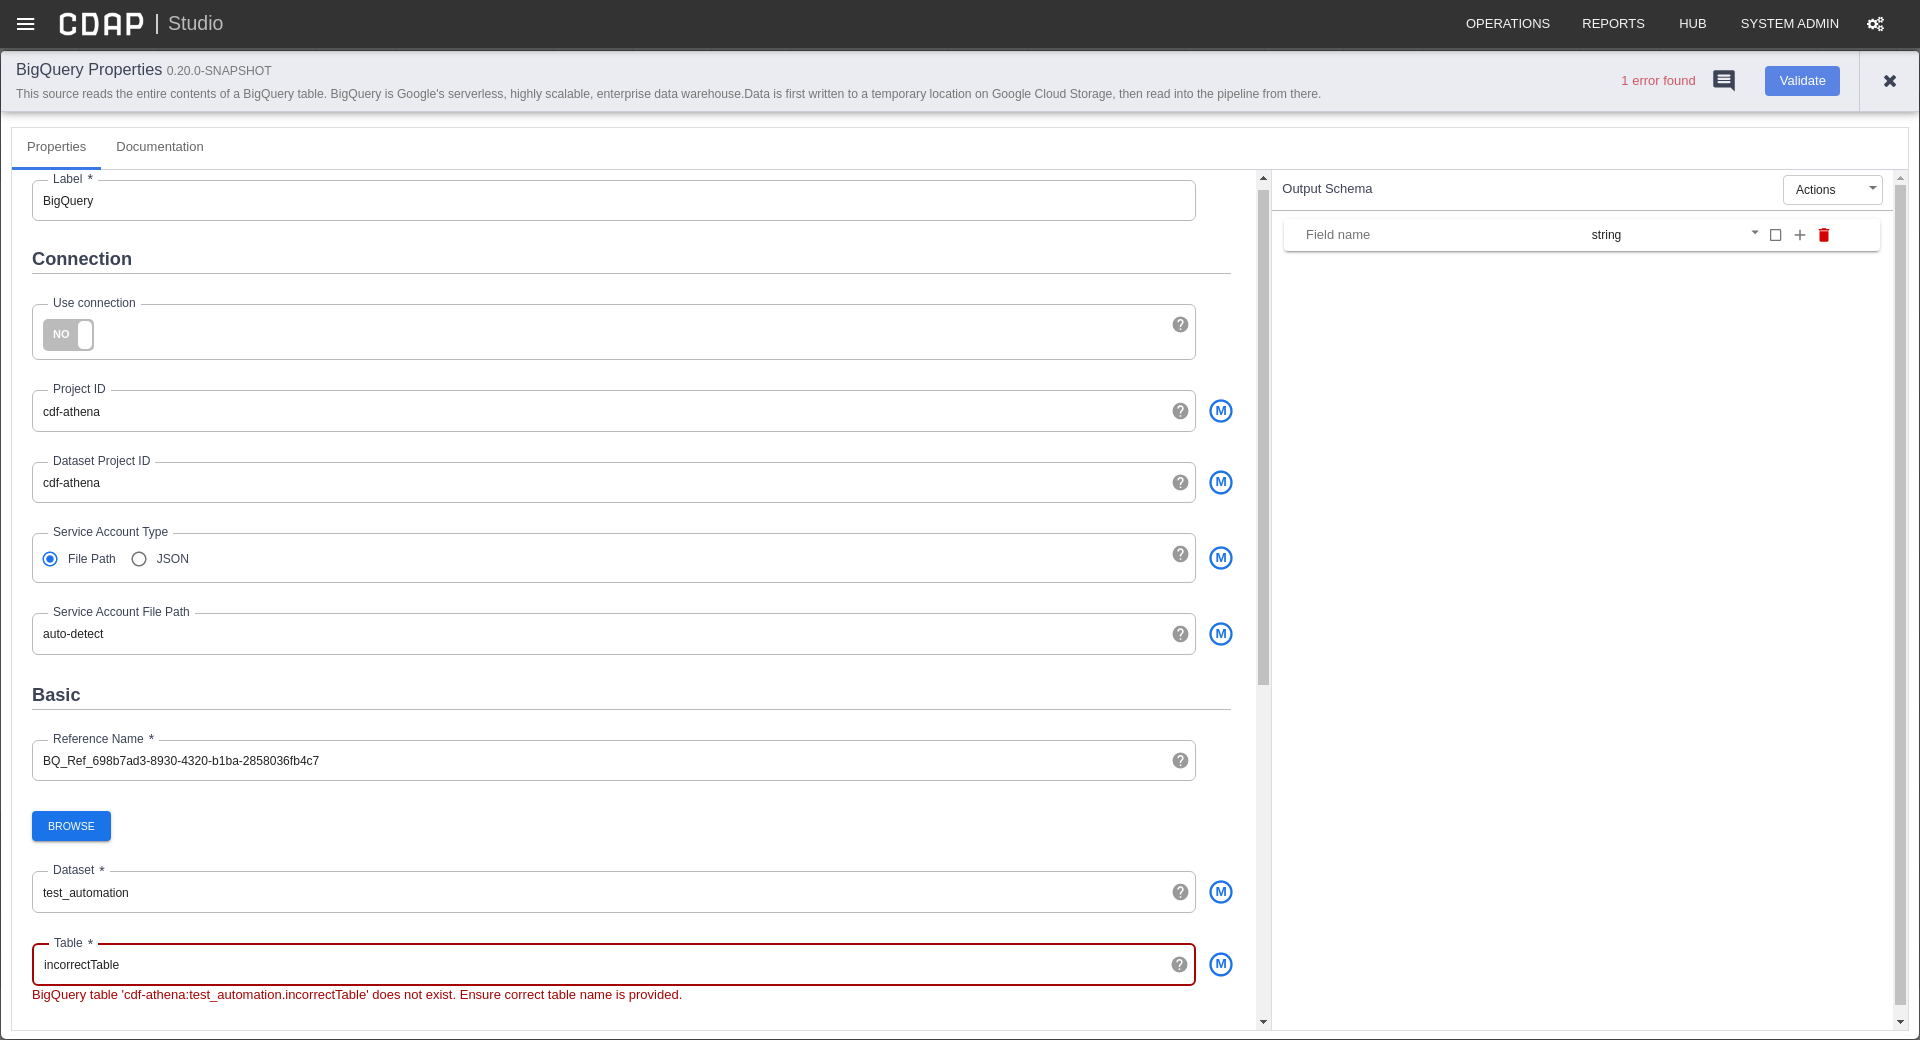 CDAP | Studio
OPERATIONS REPORTS HUB SYSTEM ADMIN
BigQuery Properties 0.20.0-SNAPSHOT
This source reads the entire contents of a BigQuery table. BigQuery is Google's serverless, highly scalable, enterprise data warehouse.Data is first written to a temporary location on Google Cloud Storage, then read into the pipeline from there.
1 error found
Validate
Properties Documentation
Label *
BigQuery
Connection
Use connection
NO
Project ID
cdf-athena
M
Dataset Project ID
cdf-athena
M
Service Account Type
File Path JSON
M
Service Account File Path
auto-detect
M
Basic
Reference Name *
BQ_Ref_698b7ad3-8930-4320-b1ba-2858036fb4c7
BROWSE
Dataset *
test_automation
M
Table *
incorrectTable
M
BigQuery table 'cdf-athena:test_automation.incorrectTable' does not exist. Ensure correct table name is provided.
Output Schema
Actions
Field name string